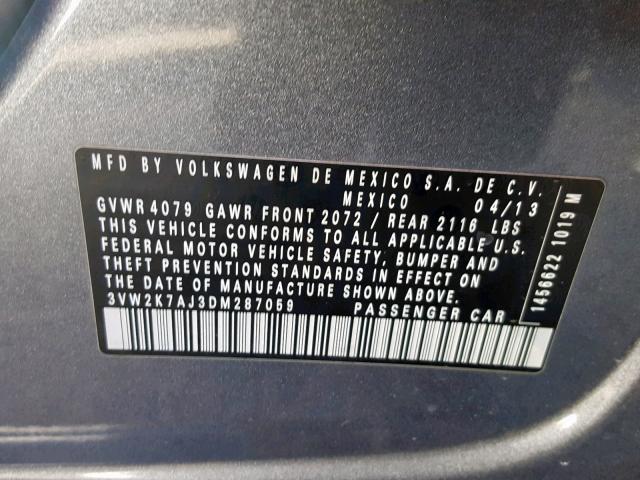 MFD BY VOLKSWAGEN DE MEXICO S.A. DE C.V.
MEXICO 04/13
GVWR 4079 GAWR FRONT 2072 / REAR 2116 LBS
THIS VEHICLE CONFORMS TO ALL APPLICABLE U.S.
FEDERAL MOTOR VEHICLE SAFETY, BUMPER AND
THEFT PREVENTION STANDARDS IN EFFECT ON
THE DATE OF MANUFACTURE SHOWN ABOVE.
3VW2K7AJ3DM287059 PASSENGER CAR
1456622 1019 M